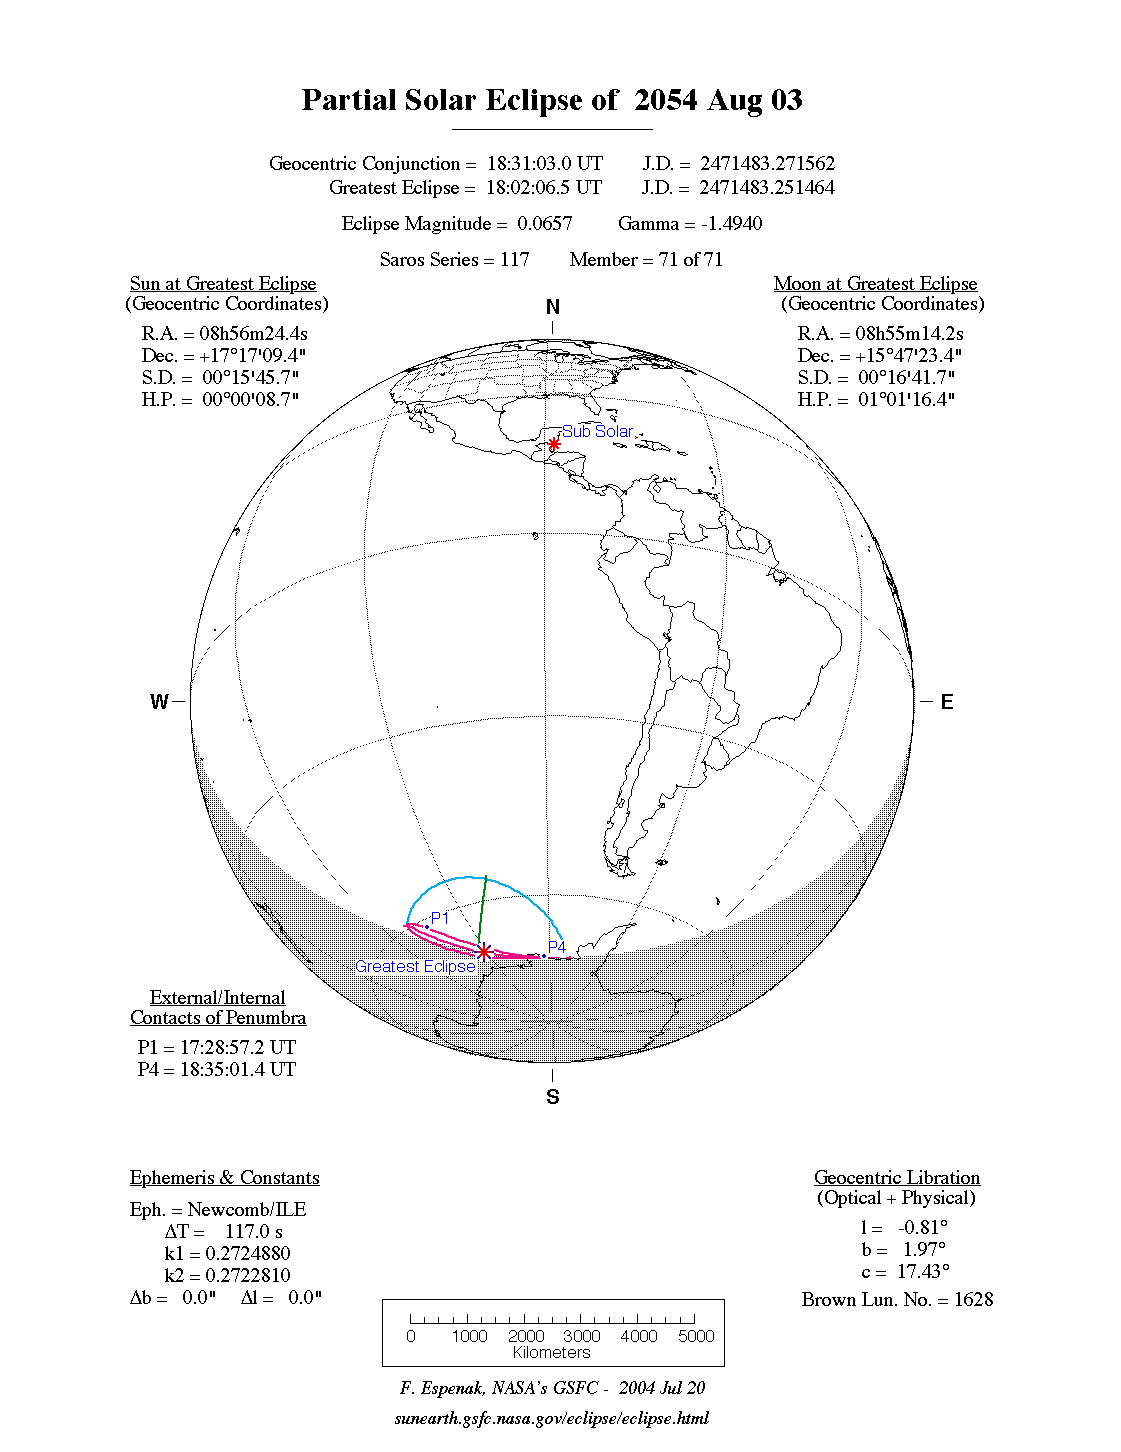 Partial Solar Eclipse of 2054 Aug 03
Geocentric Conjunction = 18:31:03.0 UT J.D. = 2471483.271562
Greatest Eclipse = 18:02:06.5 UT J.D. = 2471483.251464
Eclipse Magnitude = 0.0657 Gamma = -1.4940
Saros Series = 117 Member = 71 of 71
Sun at Greatest Eclipse
(Geocentric Coordinates)
R.A. = 08h56m24.4s
Dec. = +17°17'09.4"
S.D. = 00°15'45.7"
H.P. = 00°00'08.7"
Moon at Greatest Eclipse
(Geocentric Coordinates)
R.A. = 08h55m14.2s
Dec. = +15°47'23.4"
S.D. = 00°16'41.7"
H.P. = 01°01'16.4"
N
Sub Solar
W
E
P1
P4
Greatest Eclipse
S
External/Internal
Contacts of Penumbra
P1 = 17:28:57.2 UT
P4 = 18:35:01.4 UT
Ephemeris & Constants
Eph. = Newcomb/ILE
ΔT = 117.0 s
k1 = 0.2724880
k2 = 0.2722810
Δb = 0.0" Δl = 0.0"
Geocentric Libration
(Optical + Physical)
l = -0.81°
b = 1.97°
c = 17.43°
Brown Lun. No. = 1628
0 1000 2000 3000 4000 5000
Kilometers
F. Espenak, NASA's GSFC - 2004 Jul 20
sunearth.gsfc.nasa.gov/eclipse/eclipse.html